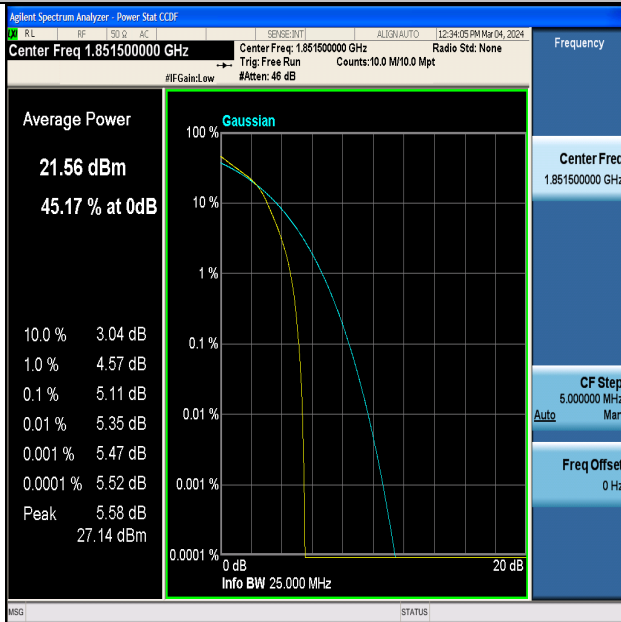 Agilent Spectrum Analyzer - Power Stat CCDF
LXI RL RF 50 Ω AC SENSE:INT ALIGN AUTO 12:34:05 PM Mar 04, 2024
Center Freq 1.851500000 GHz
Center Freq: 1.851500000 GHz Radio Std: None
Trig: Free Run Counts:10.0 M/10.0 Mpt
#IFGain:Low #Atten: 46 dB
Frequency
Average Power
21.56 dBm
45.17 % at 0dB
10.0 % 3.04 dB
1.0 % 4.57 dB
0.1 % 5.11 dB
0.01 % 5.35 dB
0.001 % 5.47 dB
0.0001 % 5.52 dB
Peak 5.58 dB
27.14 dBm
Gaussian
100 %
10 %
1 %
0.1 %
0.01 %
0.001 %
0.0001 %
0 dB 20 dB
Info BW 25.000 MHz
Center Freq
1.851500000 GHz
CF Step
5.000000 MHz
Auto Man
Freq Offset
0 Hz
MSG STATUS